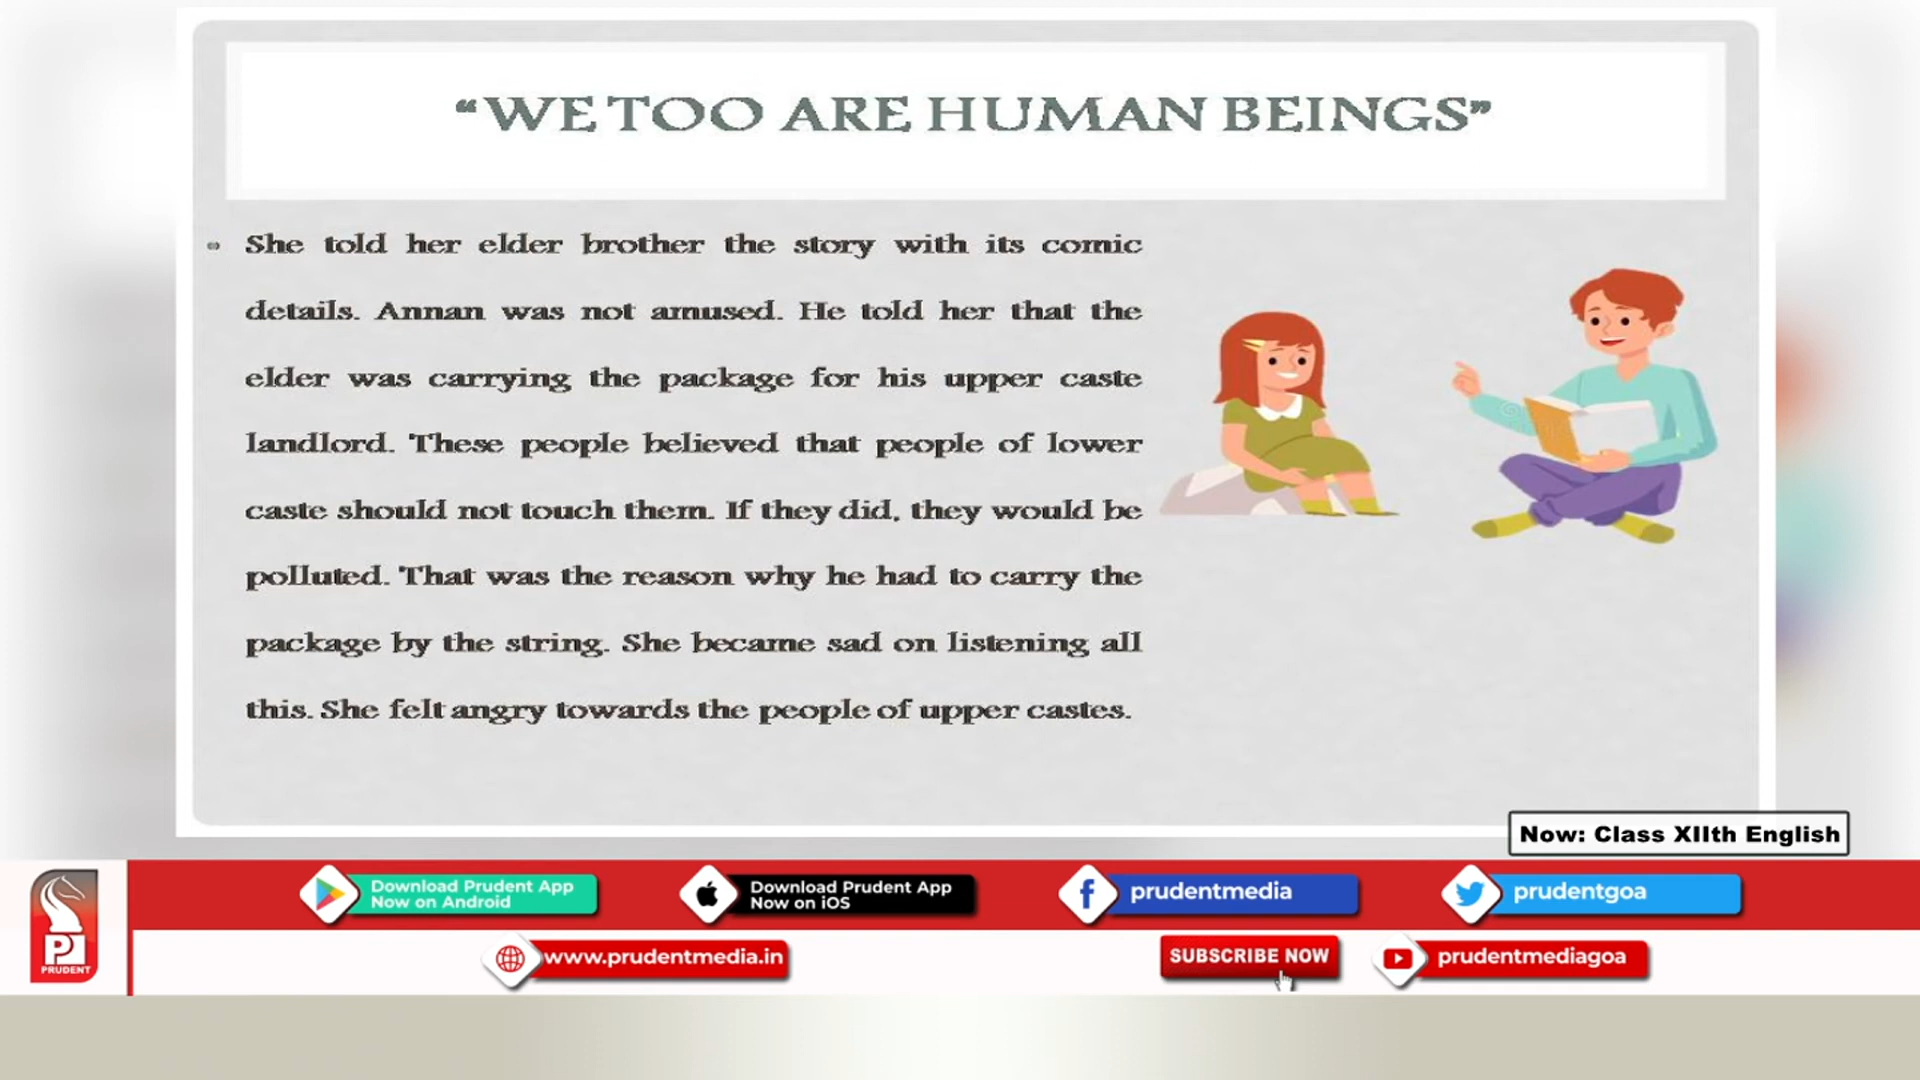 “WE TOO ARE HUMAN BEINGS”
She told her elder brother the story with its comic
details. Annan was not amused. He told her that the
elder was carrying the package for his upper caste
landlord. These people believed that people of lower
caste should not touch them. If they did, they would be
polluted. That was the reason why he had to carry the
package by the string. She became sad on listening all
this. She felt angry towards the people of upper castes.
Now: Class XIIth English
Download Prudent App
Now on Android
Download Prudent App
Now on iOS
prudentmedia
prudentgoa
PRUDENT
www.prudentmedia.in
SUBSCRIBE NOW
prudentmediagoa